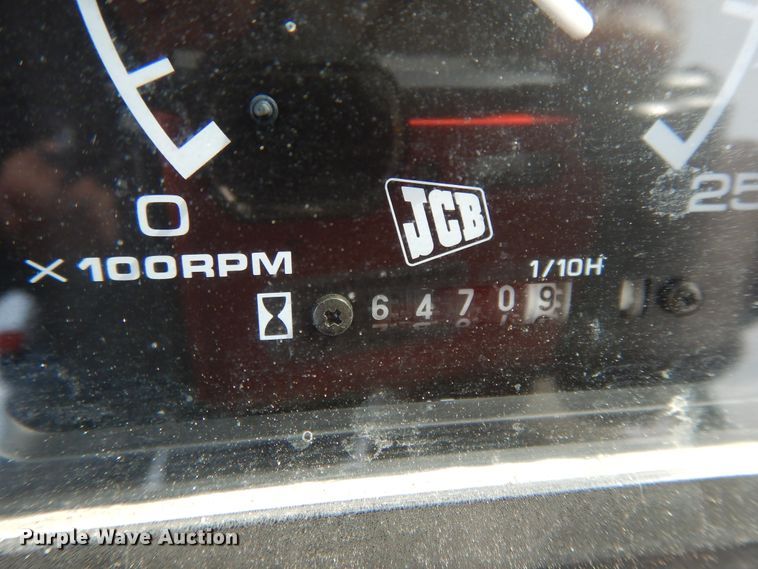 0
25
JCB
X 100RPM
1/10H
6 4 7 0 9
Purple Wave Auction